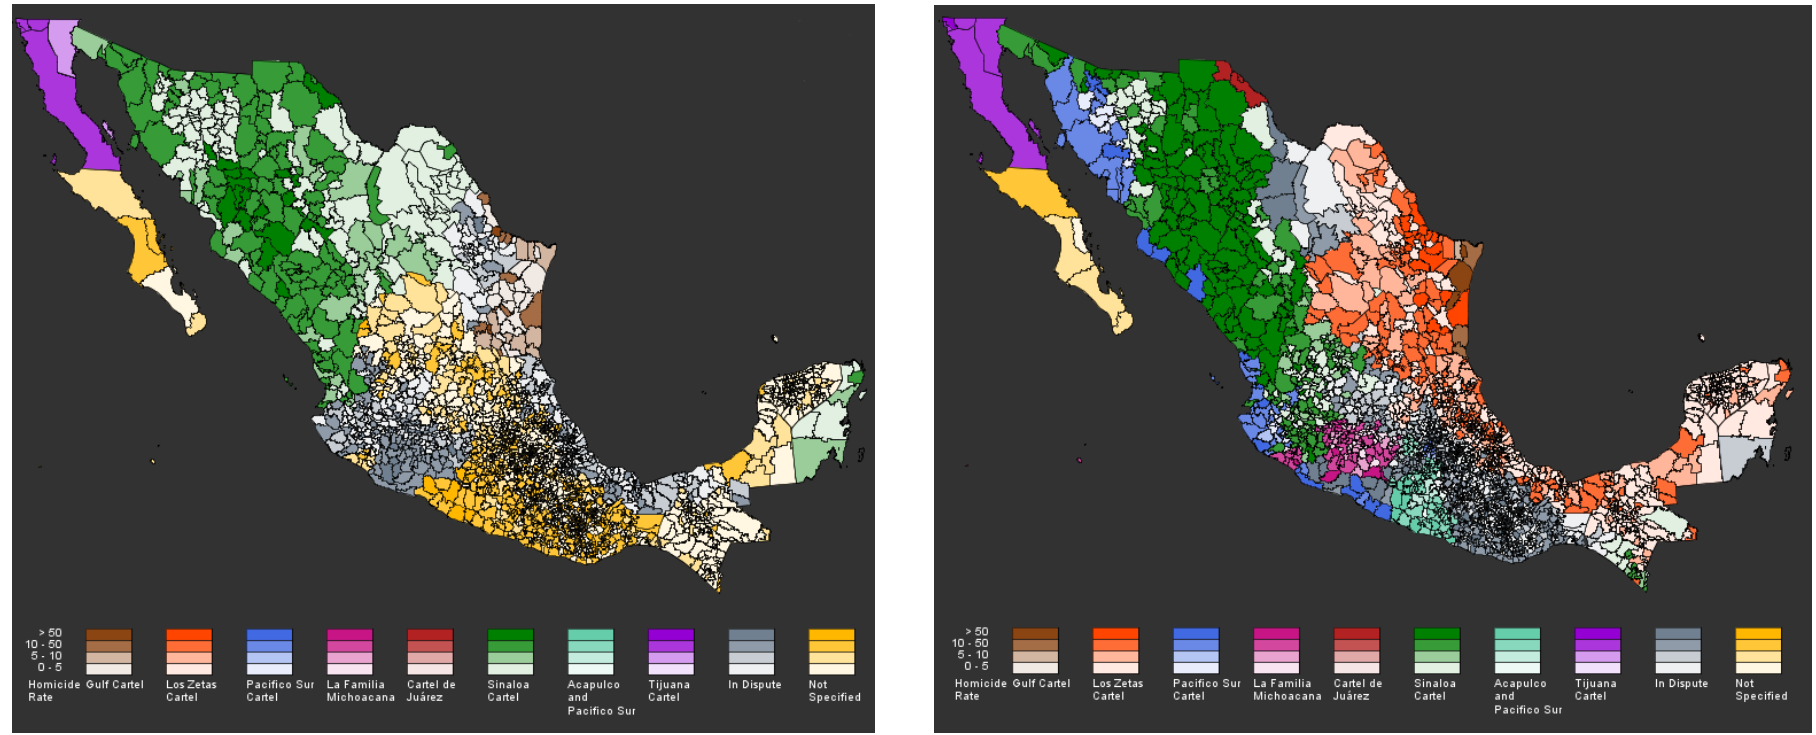 > 50
10 - 50
5 - 10
0 - 5
Homicide Rate
Gulf Cartel
Los Zetas Cartel
Pacifico Sur Cartel
La Familia Michoacana
Cartel de Juárez
Sinaloa Cartel
Acapulco and Pacifico Sur
Tijuana Cartel
In Dispute
Not Specified
> 50
10 - 50
5 - 10
0 - 5
Homicide Rate
Gulf Cartel
Los Zetas Cartel
Pacifico Sur Cartel
La Familia Michoacana
Cartel de Juárez
Sinaloa Cartel
Acapulco and Pacifico Sur
Tijuana Cartel
In Dispute
Not Specified